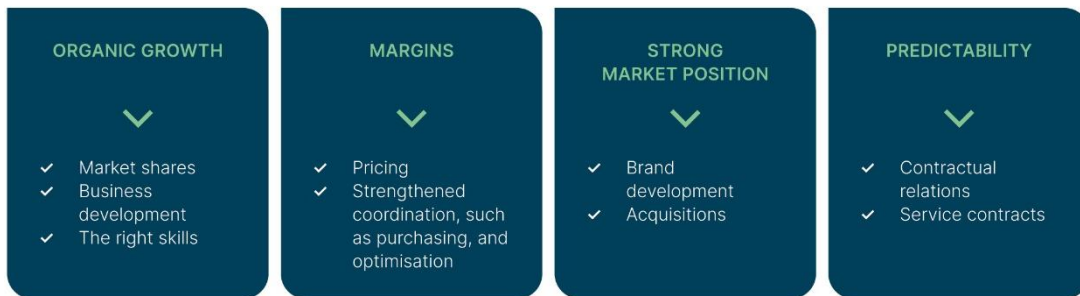 ORGANIC GROWTH
Market shares
Business
development
The right skills
MARGINS
Pricing
Strengthened
coordination, such
as purchasing, and
optimisation
STRONG
MARKET POSITION
Brand
development
Acquisitions
PREDICTABILITY
Contractual
relations
Service contracts